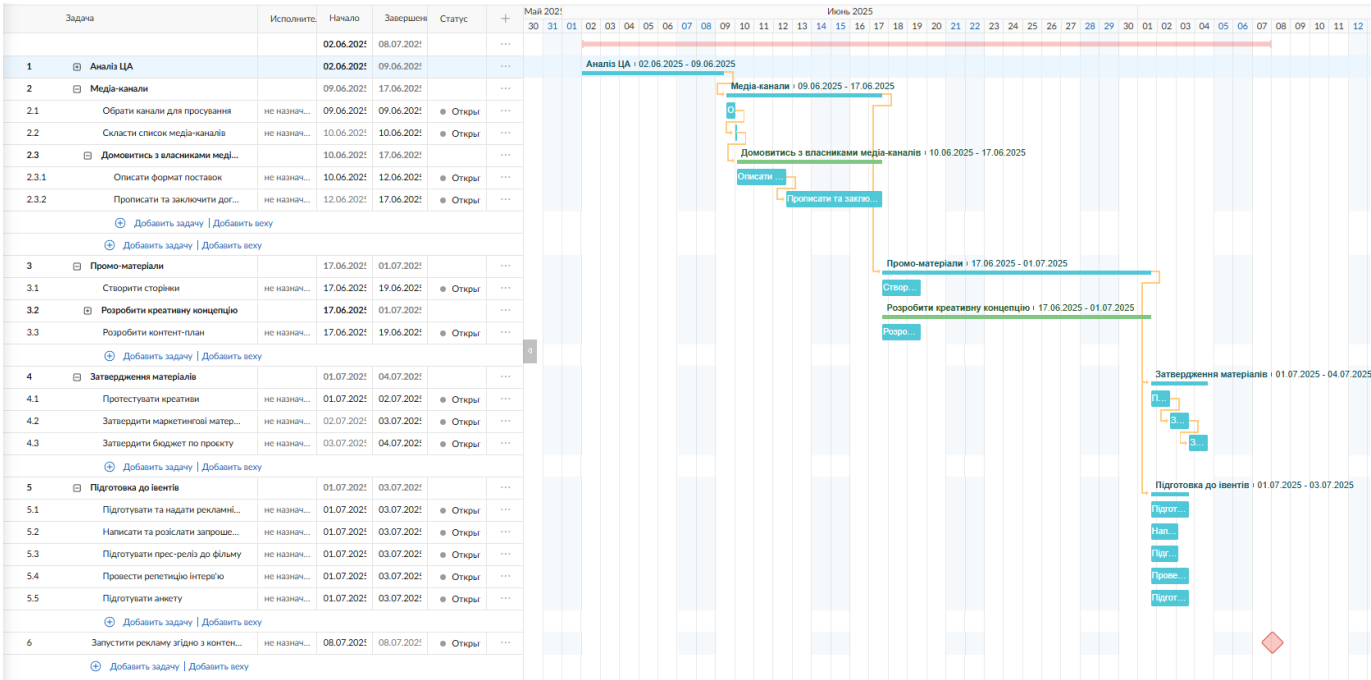 Задача Исполните. Начало Завершени Статус +
Май 2025 Июнь 2025
30 31 01 02 03 04 05 06 07 08 09 10 11 12 13 14 15 16 17 18 19 20 21 22 23 24 25 26 27 28 29 30 01 02 03 04 05 06 07 08 09 10 11 12
02.06.2025 08.07.2025
1 Аналіз ЦА 02.06.2025 09.06.2025
Аналіз ЦА 02.06.2025 - 09.06.2025
2 Медіа-канали 09.06.2025 17.06.2025
Медіа-канали 09.06.2025 - 17.06.2025
2.1 Обрати канали для просування не назнач... 09.06.2025 09.06.2025 Откры
О
2.2 Скласти список медіа-каналів не назнач... 10.06.2025 10.06.2025 Откры
2.3 Домовитись з власниками меді... 10.06.2025 17.06.2025
Домовитись з власниками медіа-каналів 10.06.2025 - 17.06.2025
2.3.1 Описати формат поставок не назнач... 10.06.2025 12.06.2025 Откры
Описати ...
2.3.2 Прописати та заключити дог... не назнач... 12.06.2025 17.06.2025 Откры
Прописати та заклю...
Добавить задачу | Добавить веху
Добавить задачу | Добавить веху
3 Промо-матеріали 17.06.2025 01.07.2025
Промо-матеріали 17.06.2025 - 01.07.2025
3.1 Створити сторінки не назнач... 17.06.2025 19.06.2025 Откры
Створ...
3.2 Розробити креативну концепцію 17.06.2025 01.07.2025
Розробити креативну концепцію 17.06.2025 - 01.07.2025
3.3 Розробити контент-план не назнач... 17.06.2025 19.06.2025 Откры
Розро...
Добавить задачу | Добавить веху
4 Затвердження матеріалів 01.07.2025 04.07.2025
Затвердження матеріалів 01.07.2025 - 04.07.2025
4.1 Протестувати креативи не назнач... 01.07.2025 02.07.2025 Откры
П...
4.2 Затвердити маркетингові матер... не назнач... 02.07.2025 03.07.2025 Откры
З...
4.3 Затвердити бюджет по проєкту не назнач... 03.07.2025 04.07.2025 Откры
З...
Добавить задачу | Добавить веху
5 Підготовка до івентів 01.07.2025 03.07.2025
Підготовка до івентів 01.07.2025 - 03.07.2025
5.1 Підготувати та надати рекламні... не назнач... 01.07.2025 03.07.2025 Откры
Підгот...
5.2 Написати та розіслати запроше... не назнач... 01.07.2025 03.07.2025 Откры
Нап...
5.3 Підготувати прес-реліз до фільму не назнач... 01.07.2025 03.07.2025 Откры
Підг...
5.4 Провести репетицію інтерв'ю не назнач... 01.07.2025 03.07.2025 Откры
Прове...
5.5 Підготувати анкету не назнач... 01.07.2025 03.07.2025 Откры
Підгот...
Добавить задачу | Добавить веху
6 Запустити рекламу згідно з контен... не назнач... 08.07.2025 08.07.2025 Откры
Добавить задачу | Добавить веху